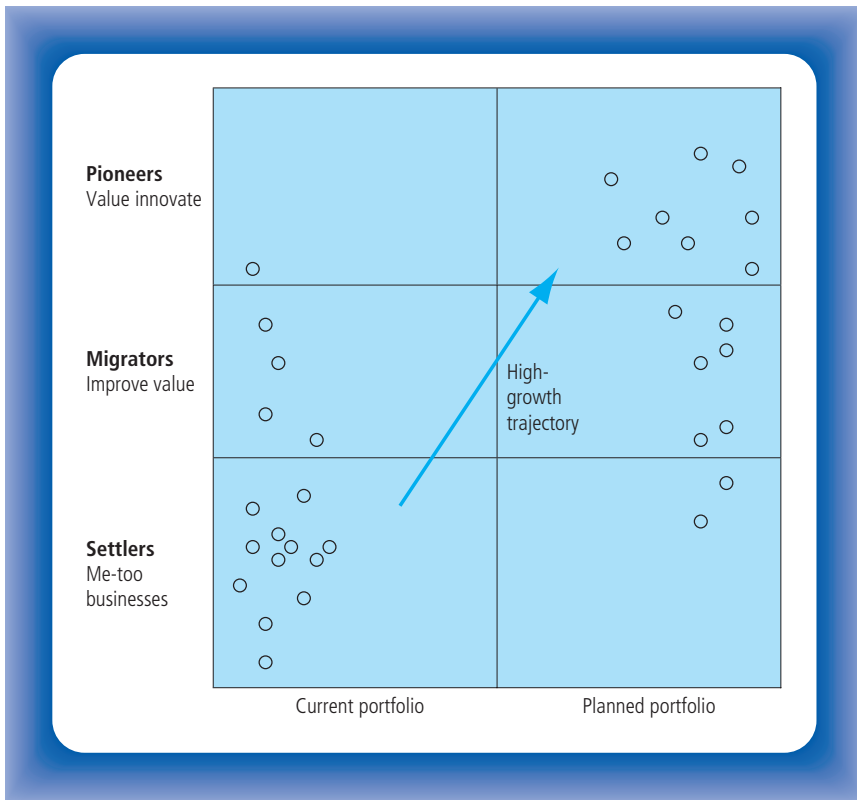 Pioneers
Value innovate
Migrators
Improve value
High-
growth
trajectory
Settlers
Me-too
businesses
Current portfolio
Planned portfolio